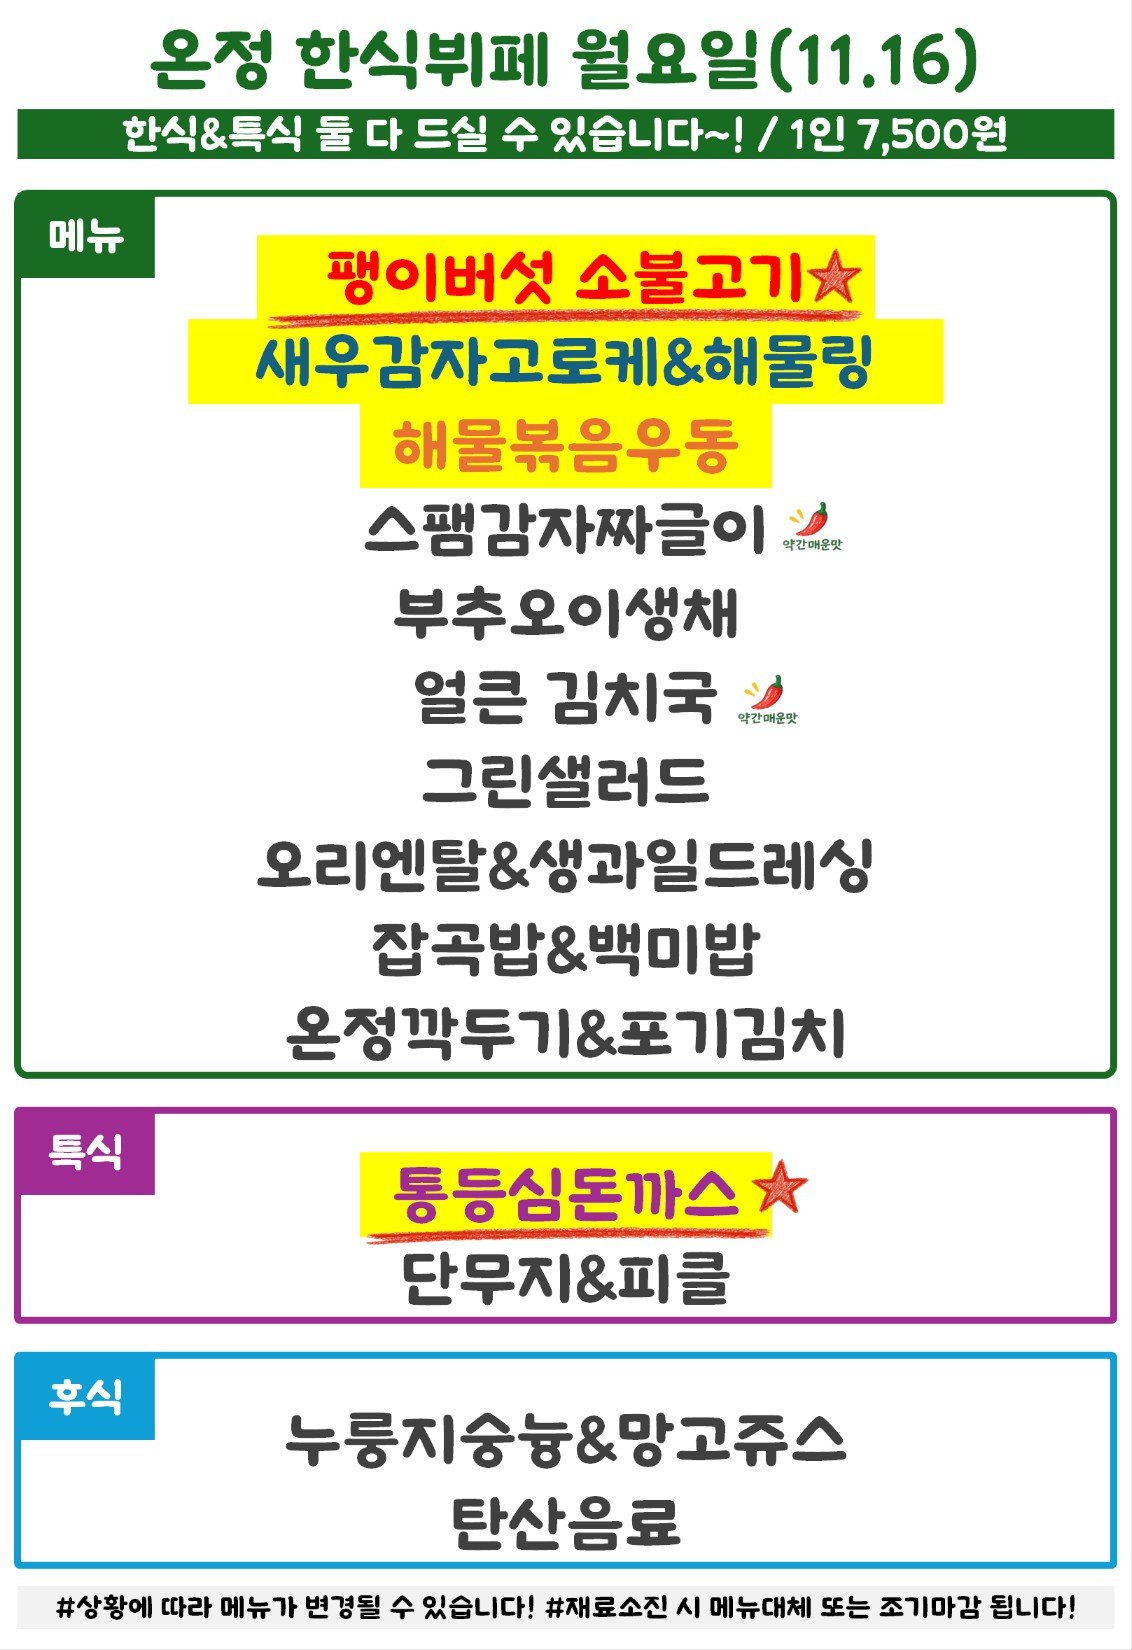 온정 한식뷔페 월요일(11.16)
한식&특식 둘 다 드실 수 있습니다~! / 1인 7,500원
메뉴
팽이버섯 소불고기
새우감자고로케&해물링
해물볶음우동
스팸감자짜글이
약간매운맛
부추오이생채
얼큰 김치국
약간매운맛
그린샐러드
오리엔탈&생과일드레싱
잡곡밥&백미밥
온정깍두기&포기김치
특식
통등심돈까스
단무지&피클
후식
누룽지숭늉&망고쥬스
탄산음료
#상황에 따라 메뉴가 변경될 수 있습니다! #재료소진 시 메뉴대체 또는 조기마감 됩니다!